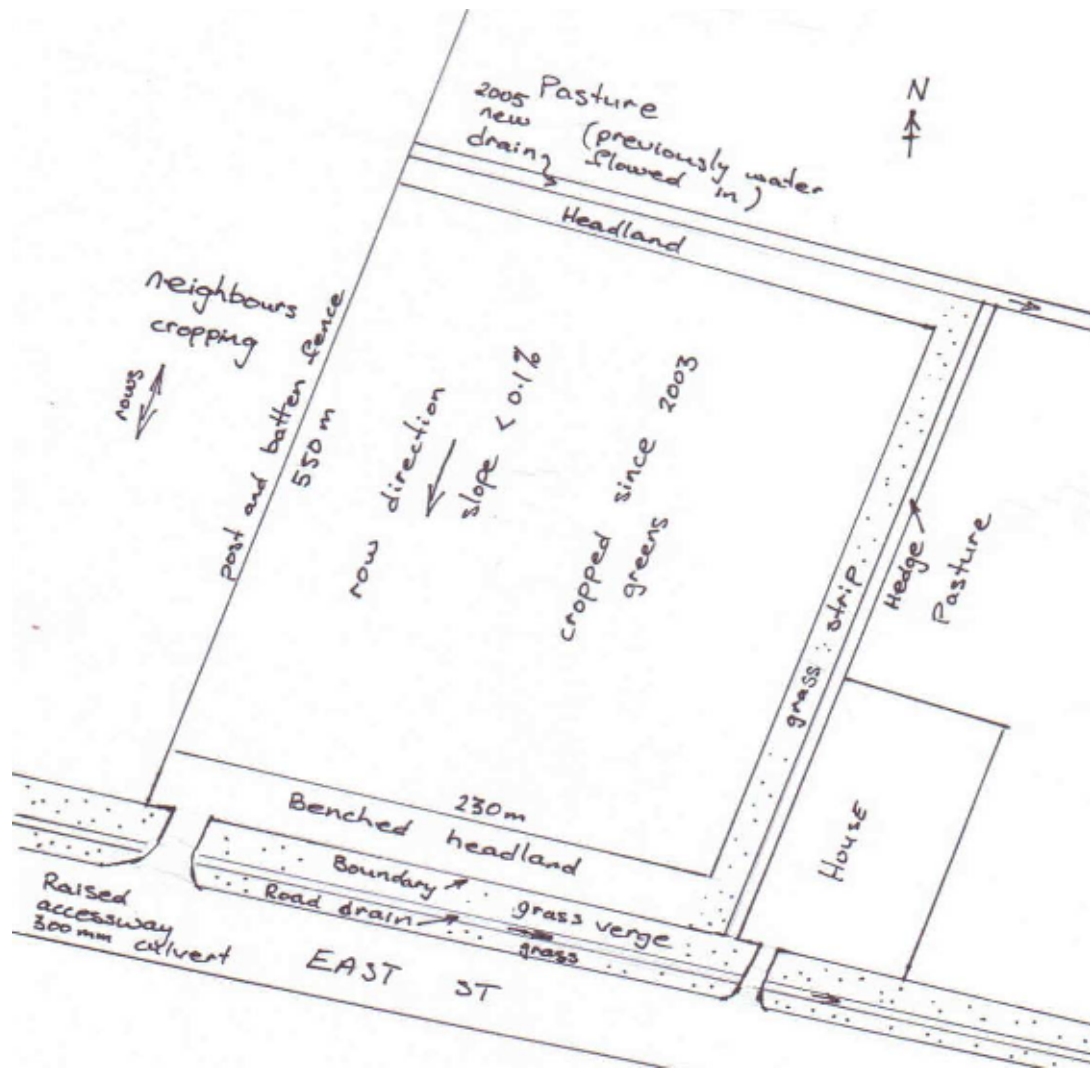 N
2005 Pasture
new (previously water
drain flowed in)
Headland
neighbours
cropping
rows
Post and batten fence
550 m
row direction
slope < 0.1%
cropped since 2003
greens
grass strip
Hedge
Pasture
House
230m
Benched headland
Boundary
grass verge
Road drain
grass
Raised
accessway
300mm culvert
EAST ST